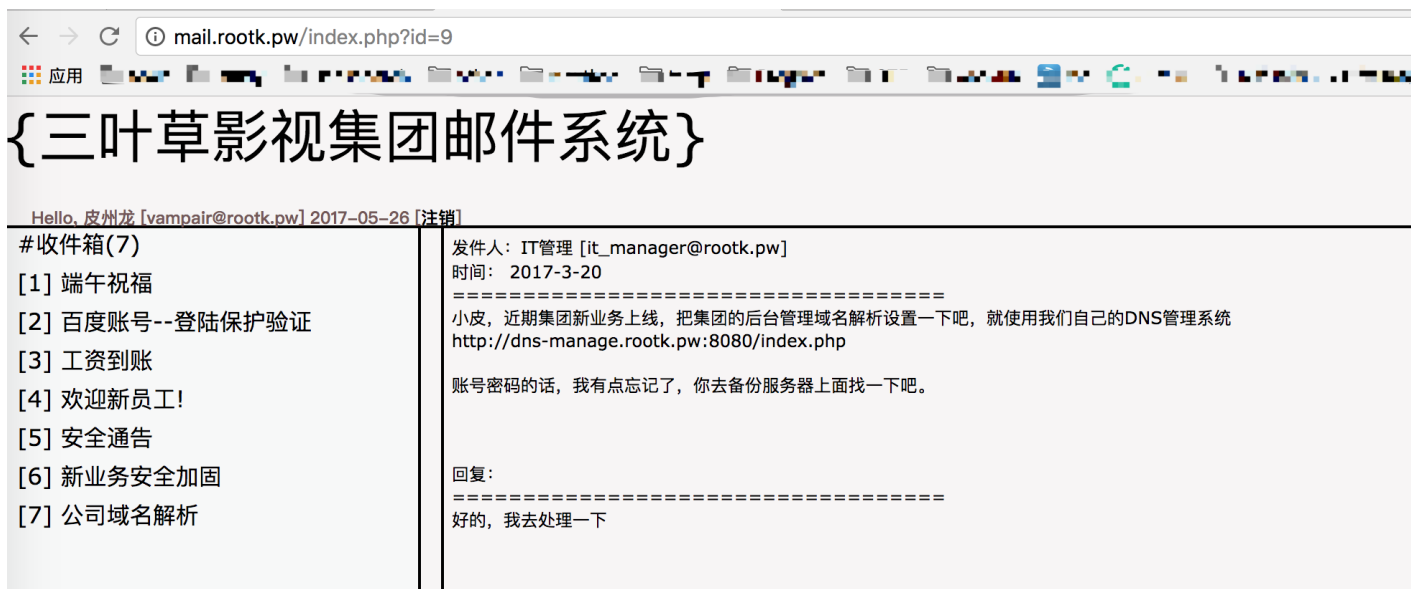 mail.rootk.pw/index.php?id=9
应用
{三叶草影视集团邮件系统}
Hello, 皮州龙 [vampair@rootk.pw] 2017-05-26 [注销]
#收件箱(7)
[1] 端午祝福
[2] 百度账号--登陆保护验证
[3] 工资到账
[4] 欢迎新员工!
[5] 安全通告
[6] 新业务安全加固
[7] 公司域名解析
发件人: IT管理 [it_manager@rootk.pw]
时间: 2017-3-20
===================================
小皮，近期集团新业务上线，把集团的后台管理域名解析设置一下吧，就使用我们自己的DNS管理系统
http://dns-manage.rootk.pw:8080/index.php
账号密码的话，我有点忘记了，你去备份服务器上面找一下吧。
回复:
===================================
好的，我去处理一下